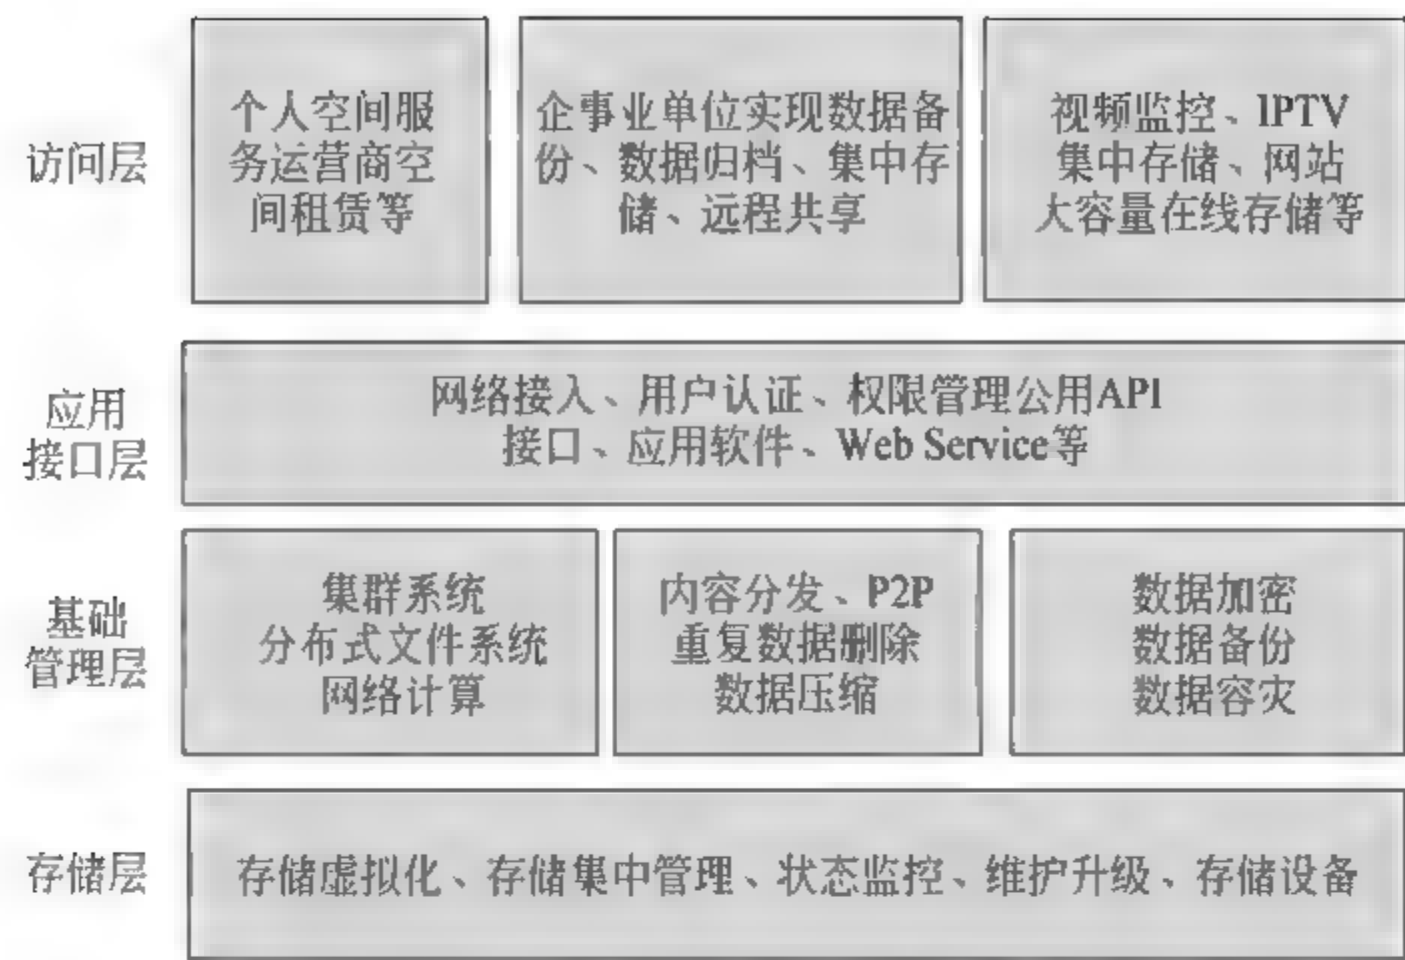 访问层
个人空间服
务运营商空
间租赁等
企事业单位实现数据备
份、数据归档、集中存
储、远程共享
视频监控、IPTV
集中存储、网站
大容量在线存储等
应用
接口层
网络接入、用户认证、权限管理公用API
接口、应用软件、Web Service等
基础
管理层
集群系统
分布式文件系统
网络计算
内容分发、P2P
重复数据删除
数据压缩
数据加密
数据备份
数据容灾
存储层
存储虚拟化、存储集中管理、状态监控、维护升级、存储设备